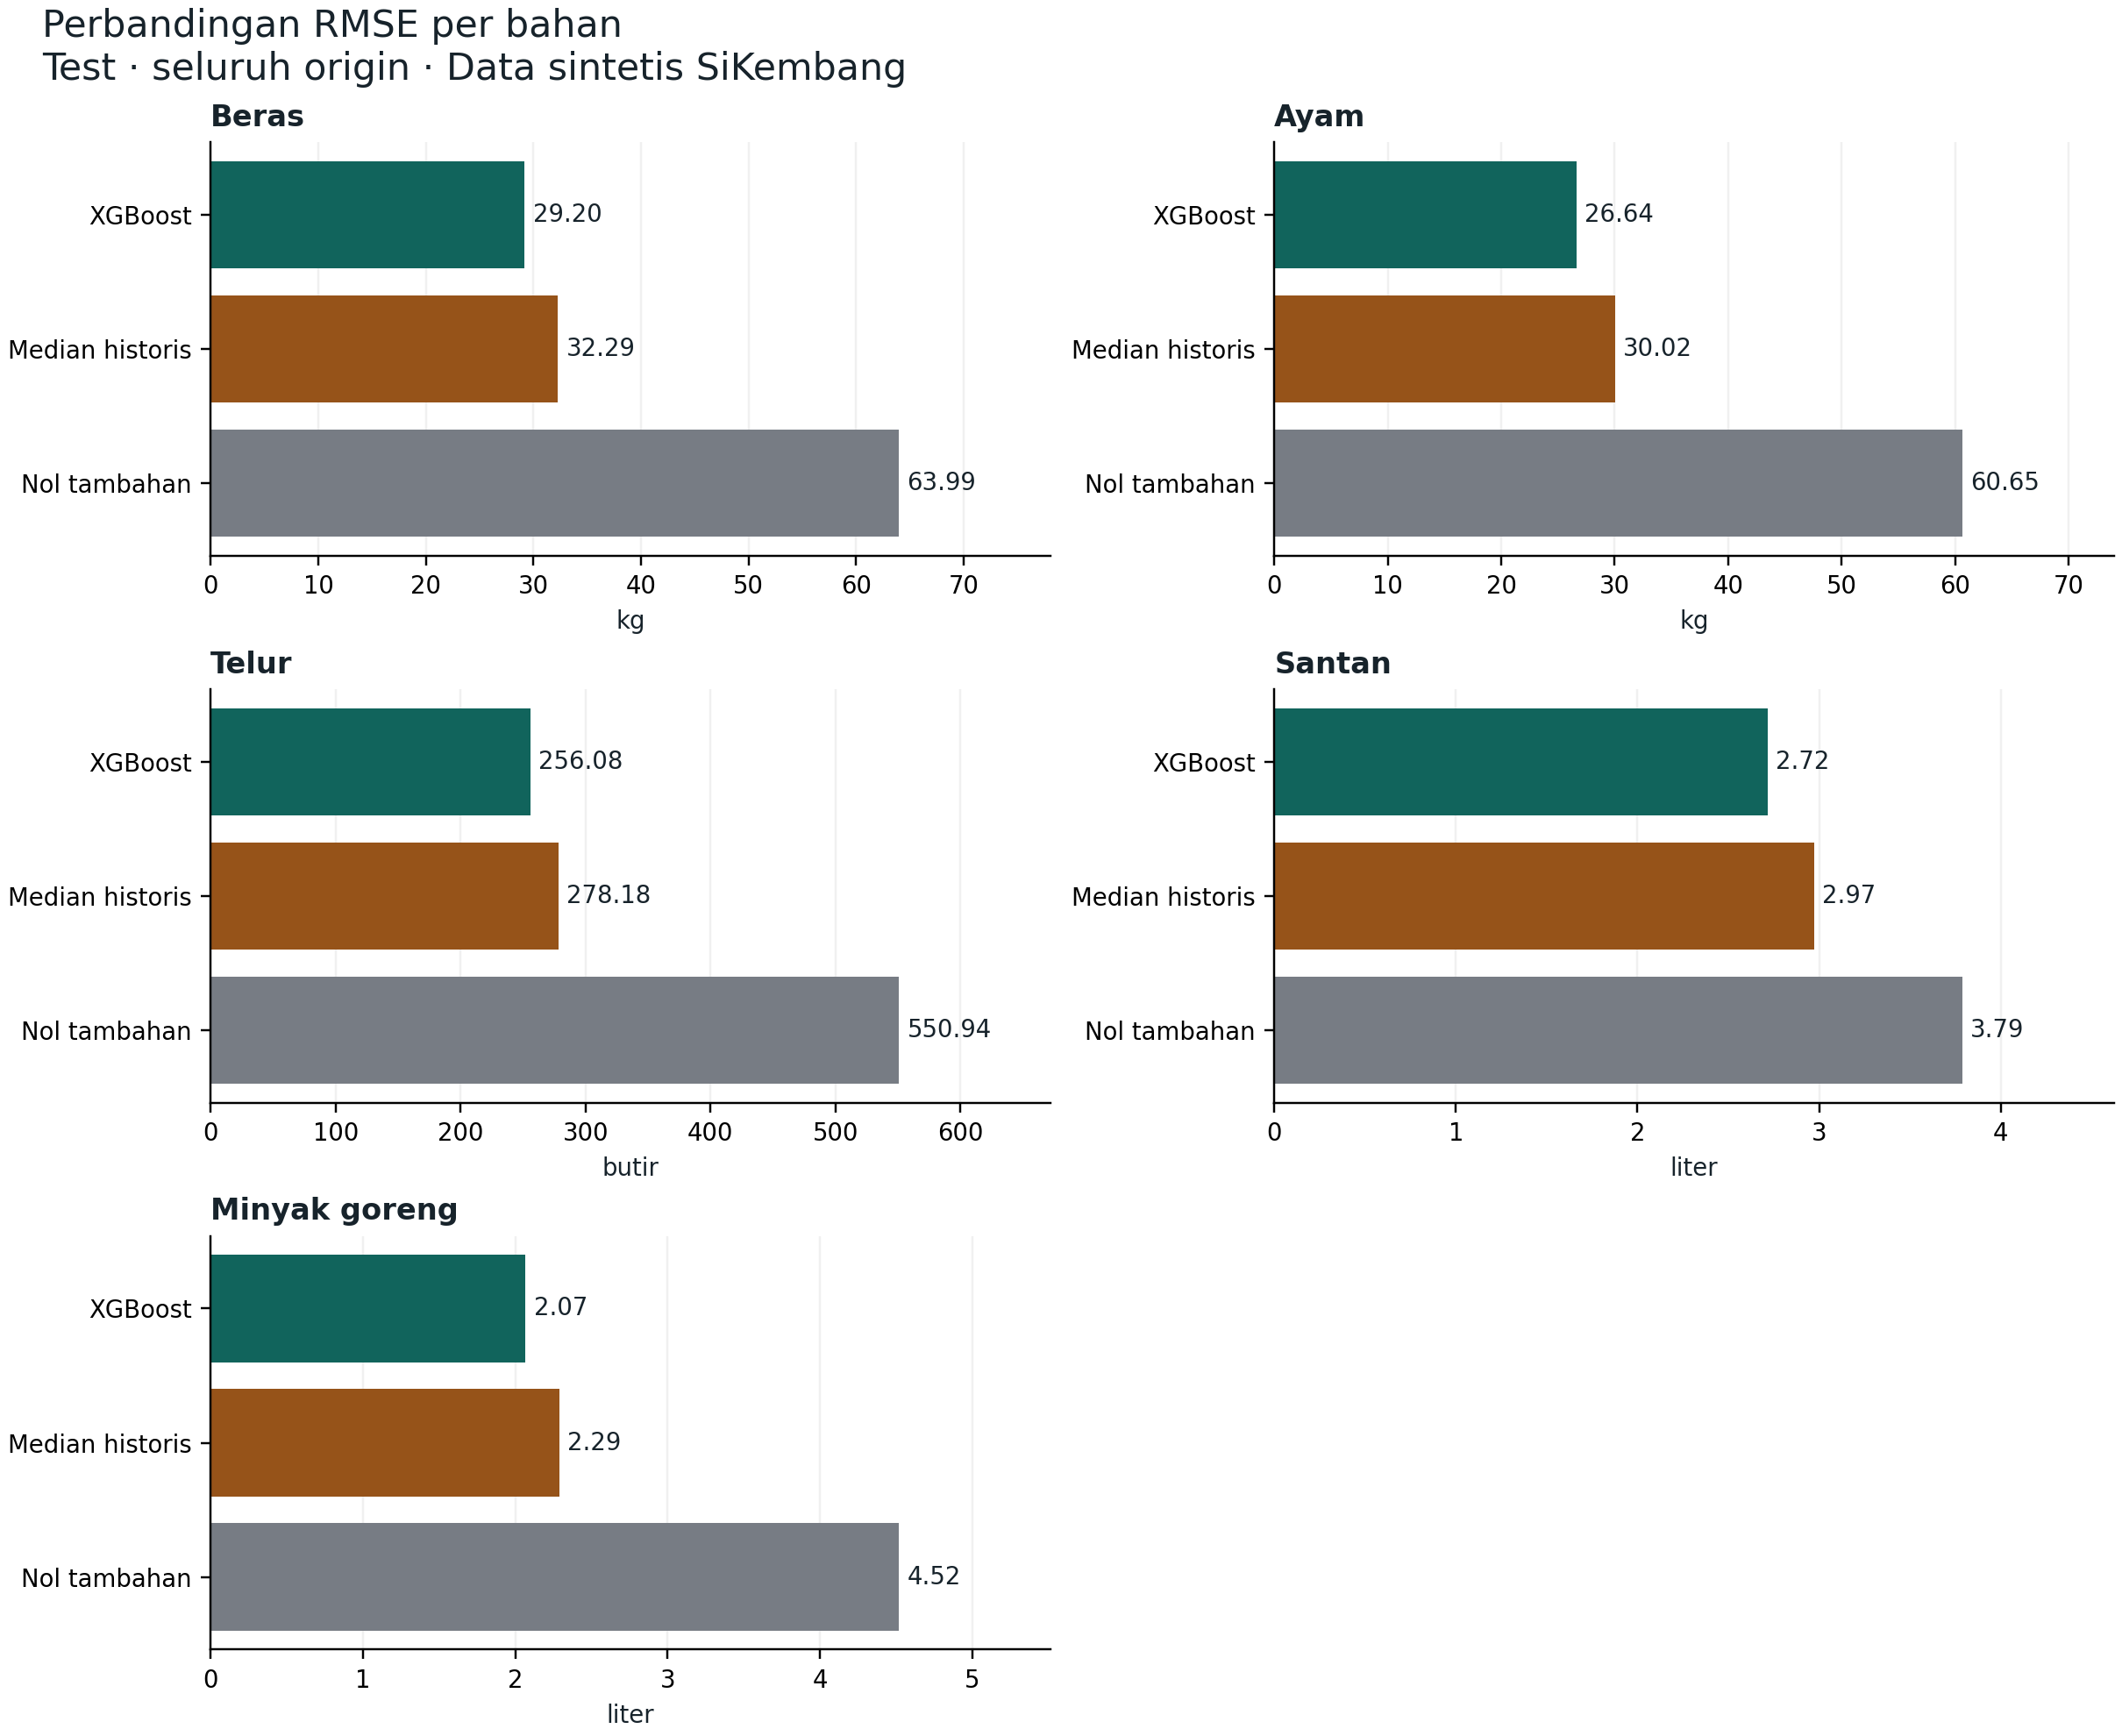 Perbandingan RMSE per bahan
Test · seluruh origin · Data sintetis SiKembang
Beras
XGBoost
29.20
Median historis
32.29
Nol tambahan
63.99
0 10 20 30 40 50 60 70
kg
Ayam
XGBoost
26.64
Median historis
30.02
Nol tambahan
60.65
0 10 20 30 40 50 60 70
kg
Telur
XGBoost
256.08
Median historis
278.18
Nol tambahan
550.94
0 100 200 300 400 500 600
butir
Santan
XGBoost
2.72
Median historis
2.97
Nol tambahan
3.79
0 1 2 3 4
liter
Minyak goreng
XGBoost
2.07
Median historis
2.29
Nol tambahan
4.52
0 1 2 3 4 5
liter